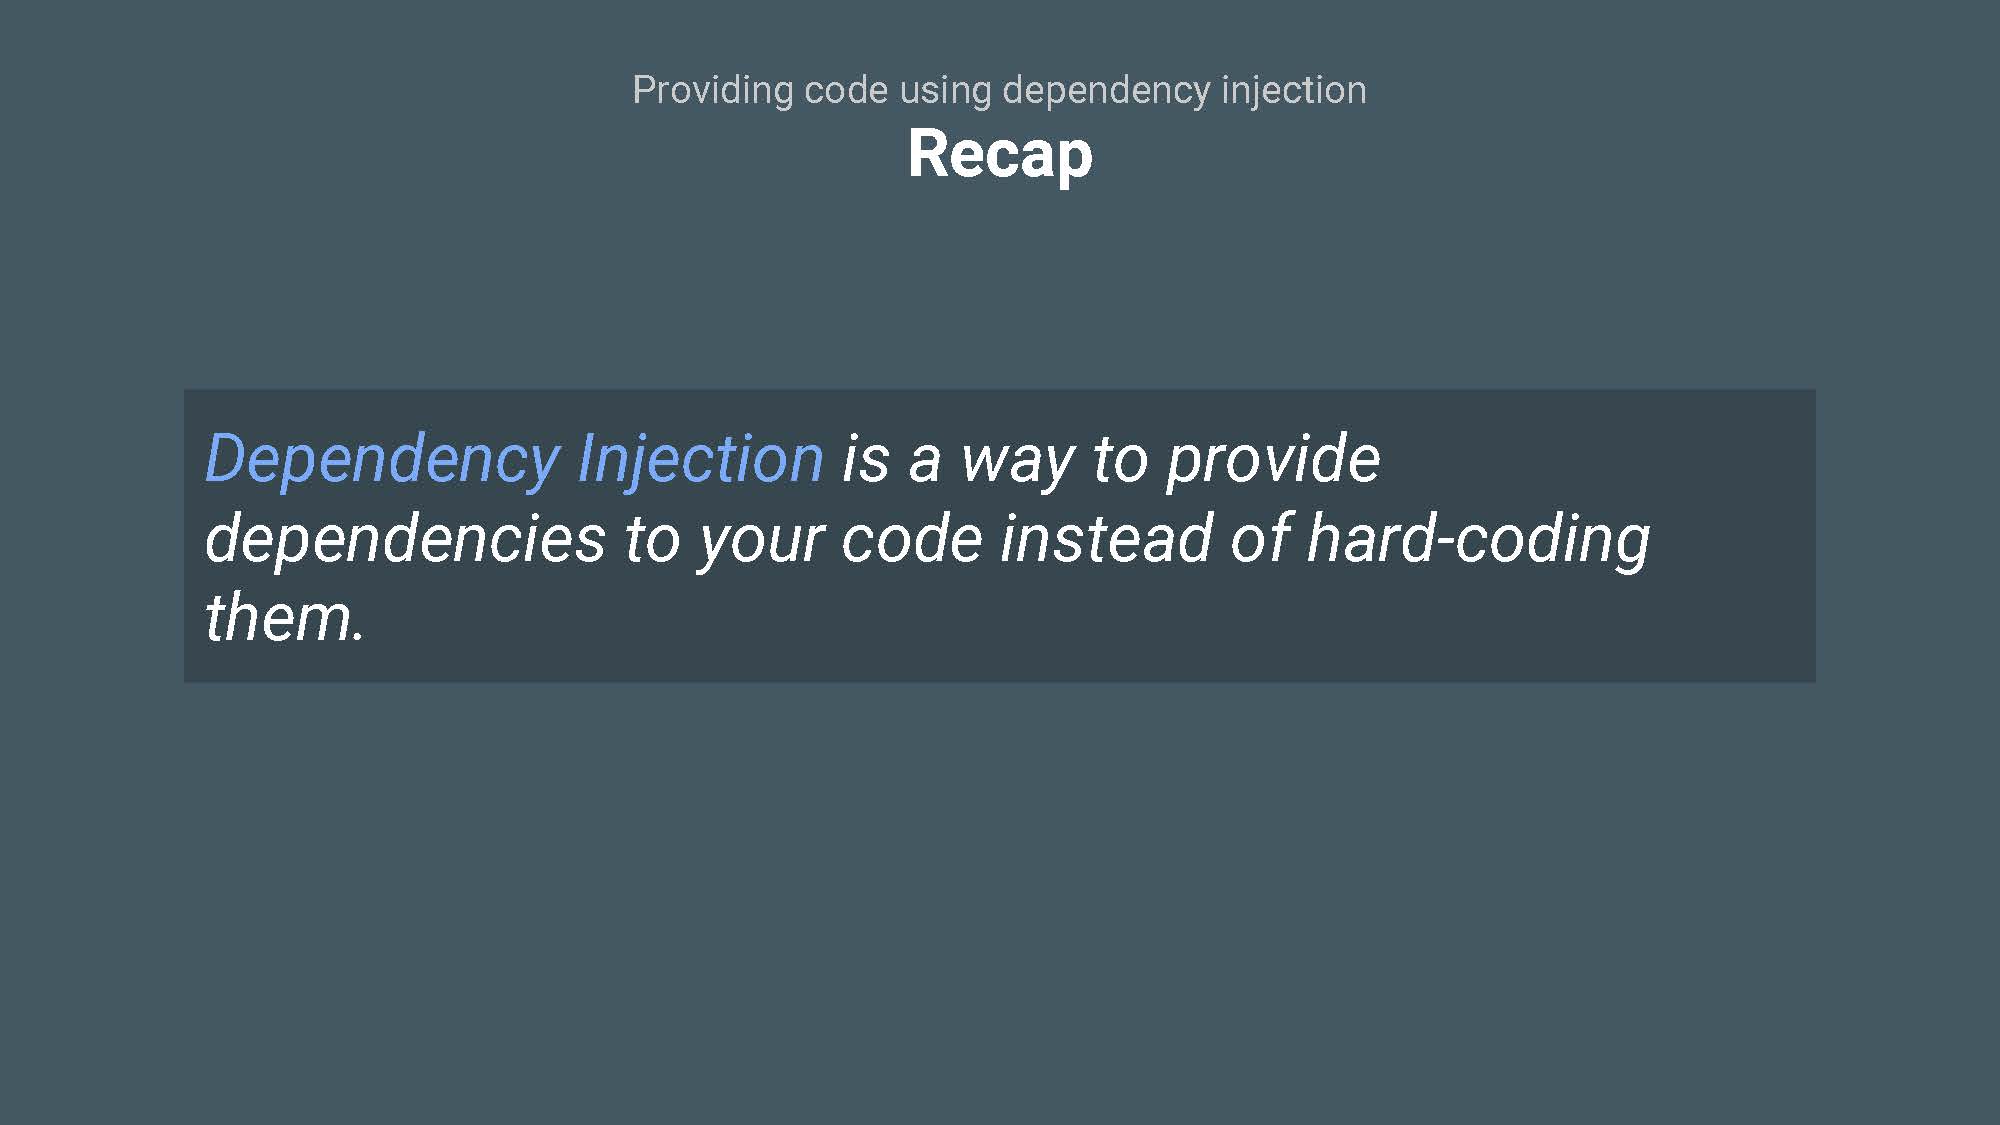 Providing code using dependency injection
Recap
Dependency Injection is a way to provide
dependencies to your code instead of hard-coding
them.